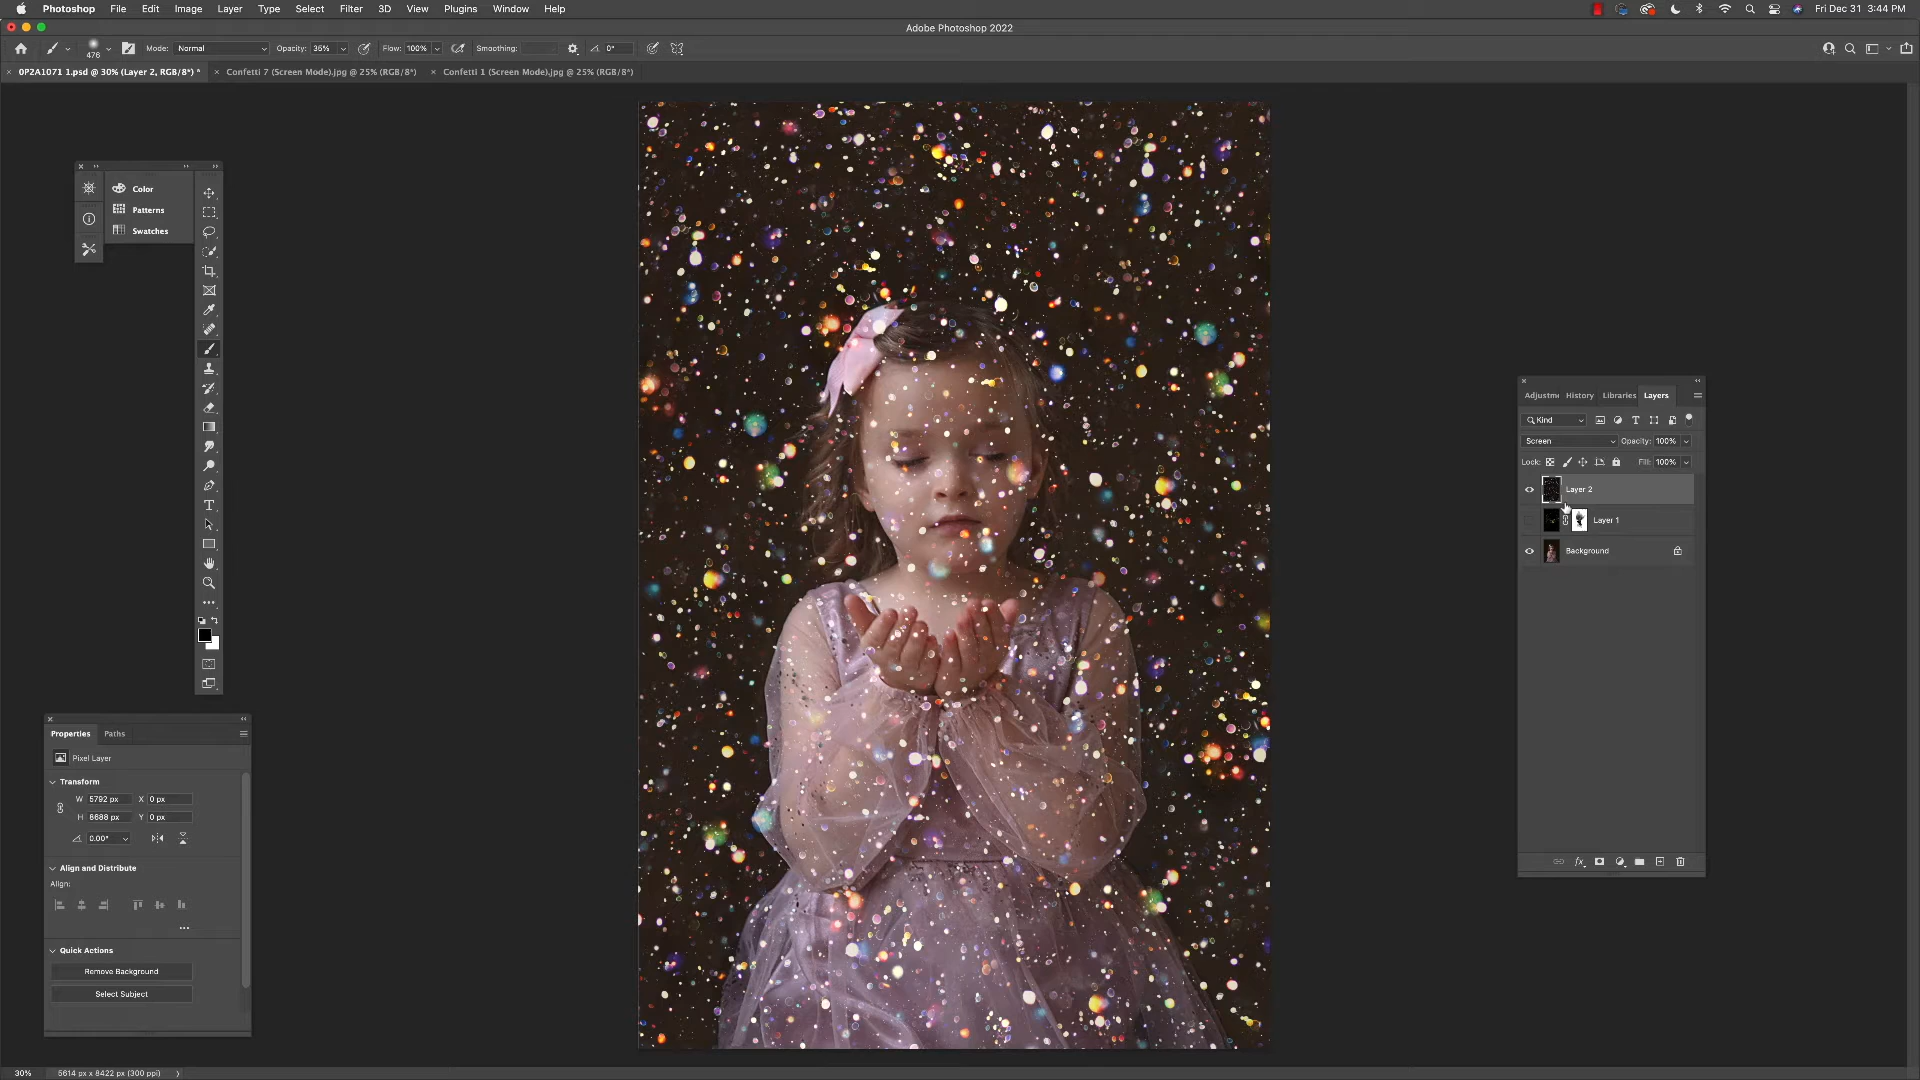 Photoshop File Edit Image Layer Type Select Filter 3D View Plugins Window Help Fri Dec 31 3:44 PM
Adobe Photoshop 2022
476 Mode: Normal Opacity: 35% Flow: 100% Smoothing: 0°
0P2A1071 1.psd @ 30% (Layer 2, RGB/8*) * Confetti 7 (Screen Mode).jpg @ 25% (RGB/8*) Confetti 1 (Screen Mode).jpg @ 25% (RGB/8*)
Color
Patterns
Swatches
Adjustme History Libraries Layers
Kind
Screen Opacity: 100%
Lock: Fill: 100%
Layer 2
Layer 1
Background
Properties Paths
Pixel Layer
Transform
W 5792 px X 0 px
H 8688 px Y 0 px
0.00°
Align and Distribute
Align:
Quick Actions
Remove Background
Select Subject
30% 5614 px x 8422 px (300 ppi)